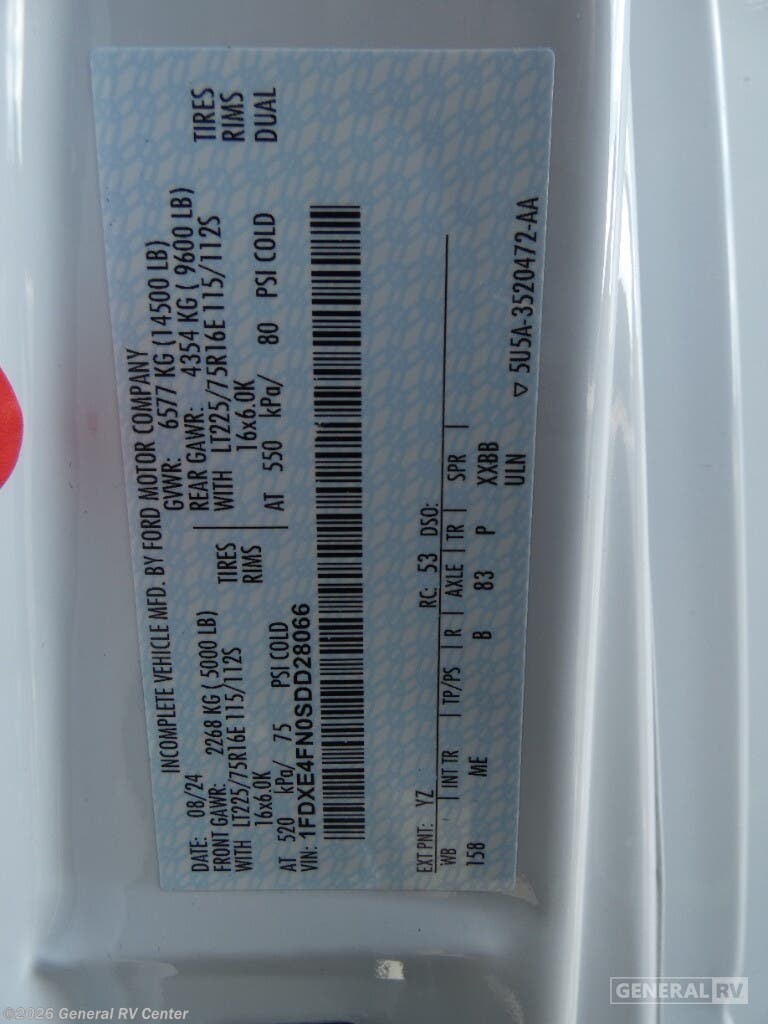 INCOMPLETE VEHICLE MFD. BY FORD MOTOR COMPANY
DATE: 08/24 GVWR: 6577 KG (14500 LB)
FRONT GAWR: 2268 KG ( 5000 LB) REAR GAWR: 4354 KG ( 9600 LB)
WITH LT225/75R16E 115/112S TIRES WITH LT225/75R16E 115/112S TIRES
16x6.0K RIMS 16x6.0K RIMS
AT 520 kPa/ 75 PSI COLD AT 550 kPa/ 80 PSI COLD DUAL
VIN: 1FDXE4FN0SDD28066
EXT PNT: YZ RC: 53 DSO:
WB INT TR TP/PS R AXLE TR SPR
158 ME B 83 P XXBB
ULN
▽ 5U5A-3520472-AA
GENERAL RV
©2026 General RV Center